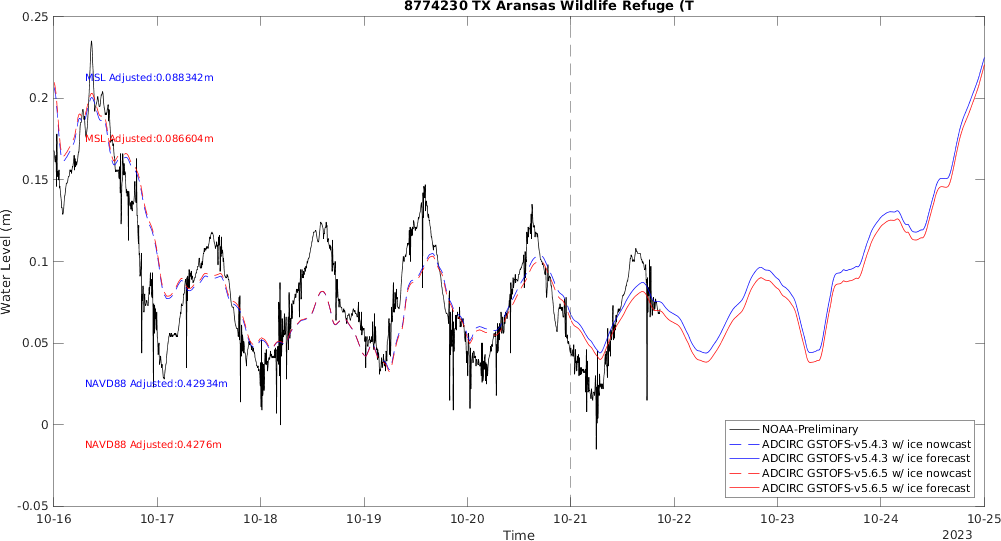 8774230 TX Aransas Wildlife Refuge (T
0.25
0.2
0.15
0.1
0.05
0
-0.05
Water Level (m)
MSL Adjusted:0.088342m
MSL Adjusted:0.086604m
NAVD88 Adjusted:0.42934m
NAVD88 Adjusted:0.4276m
NOAA-Preliminary
ADCIRC GSTOFS-v5.4.3 w/ ice nowcast
ADCIRC GSTOFS-v5.4.3 w/ ice forecast
ADCIRC GSTOFS-v5.6.5 w/ ice nowcast
ADCIRC GSTOFS-v5.6.5 w/ ice forecast
10-16 10-17 10-18 10-19 10-20 10-21 10-22 10-23 10-24 10-25
Time
2023